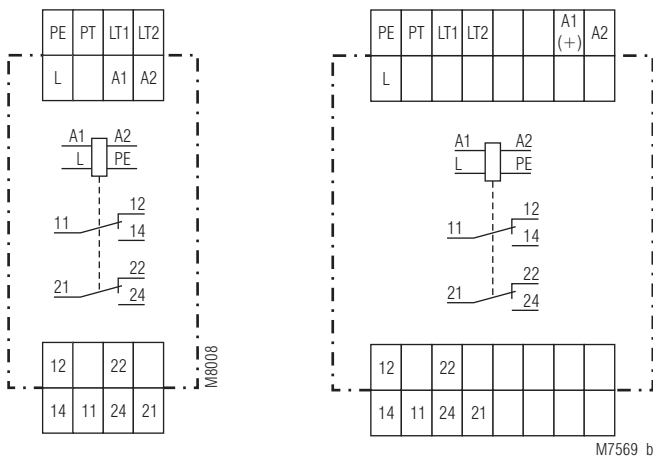 PE PT LT1 LT2
L A1 A2
A1 A2
L PE
12
11
14
22
21
24
12 22
14 11 24 21
M8008
PE PT LT1 LT2 A1 (+) A2
L
A1 A2
L PE
12
11
14
22
21
24
12 22
14 11 24 21
M7569_b